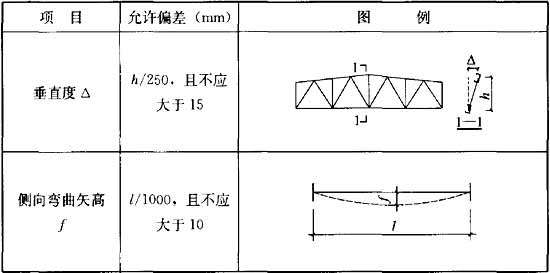 项 目
允许偏差（mm）
图 例
垂直度 Δ
h/250，且不应
大于 15
1
1
Δ
h
1—1
侧向弯曲矢高
f
l/1000，且不应
大于 10
f
l